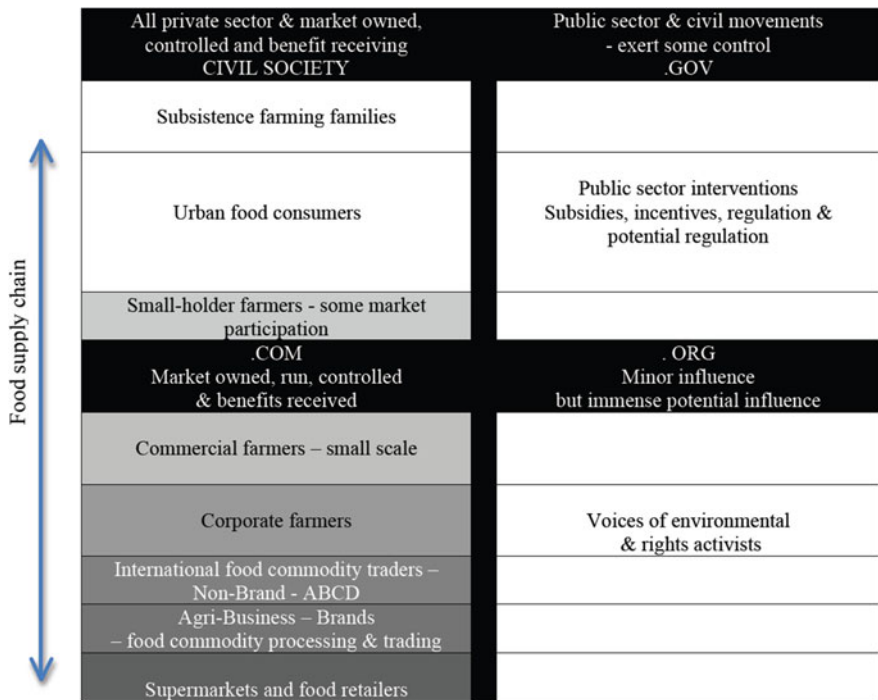 All private sector & market owned,
controlled and benefit receiving
CIVIL SOCIETY
Public sector & civil movements
- exert some control
.GOV
Subsistence farming families
Urban food consumers
Public sector interventions
Subsidies, incentives, regulation &
potential regulation
Small-holder farmers - some market
participation
.COM
Market owned, run, controlled
& benefits received
. ORG
Minor influence
but immense potential influence
Commercial farmers – small scale
Corporate farmers
Voices of environmental
& rights activists
International food commodity traders –
Non-Brand - ABCD
Agri-Business – Brands
– food commodity processing & trading
Supermarkets and food retailers
Food supply chain